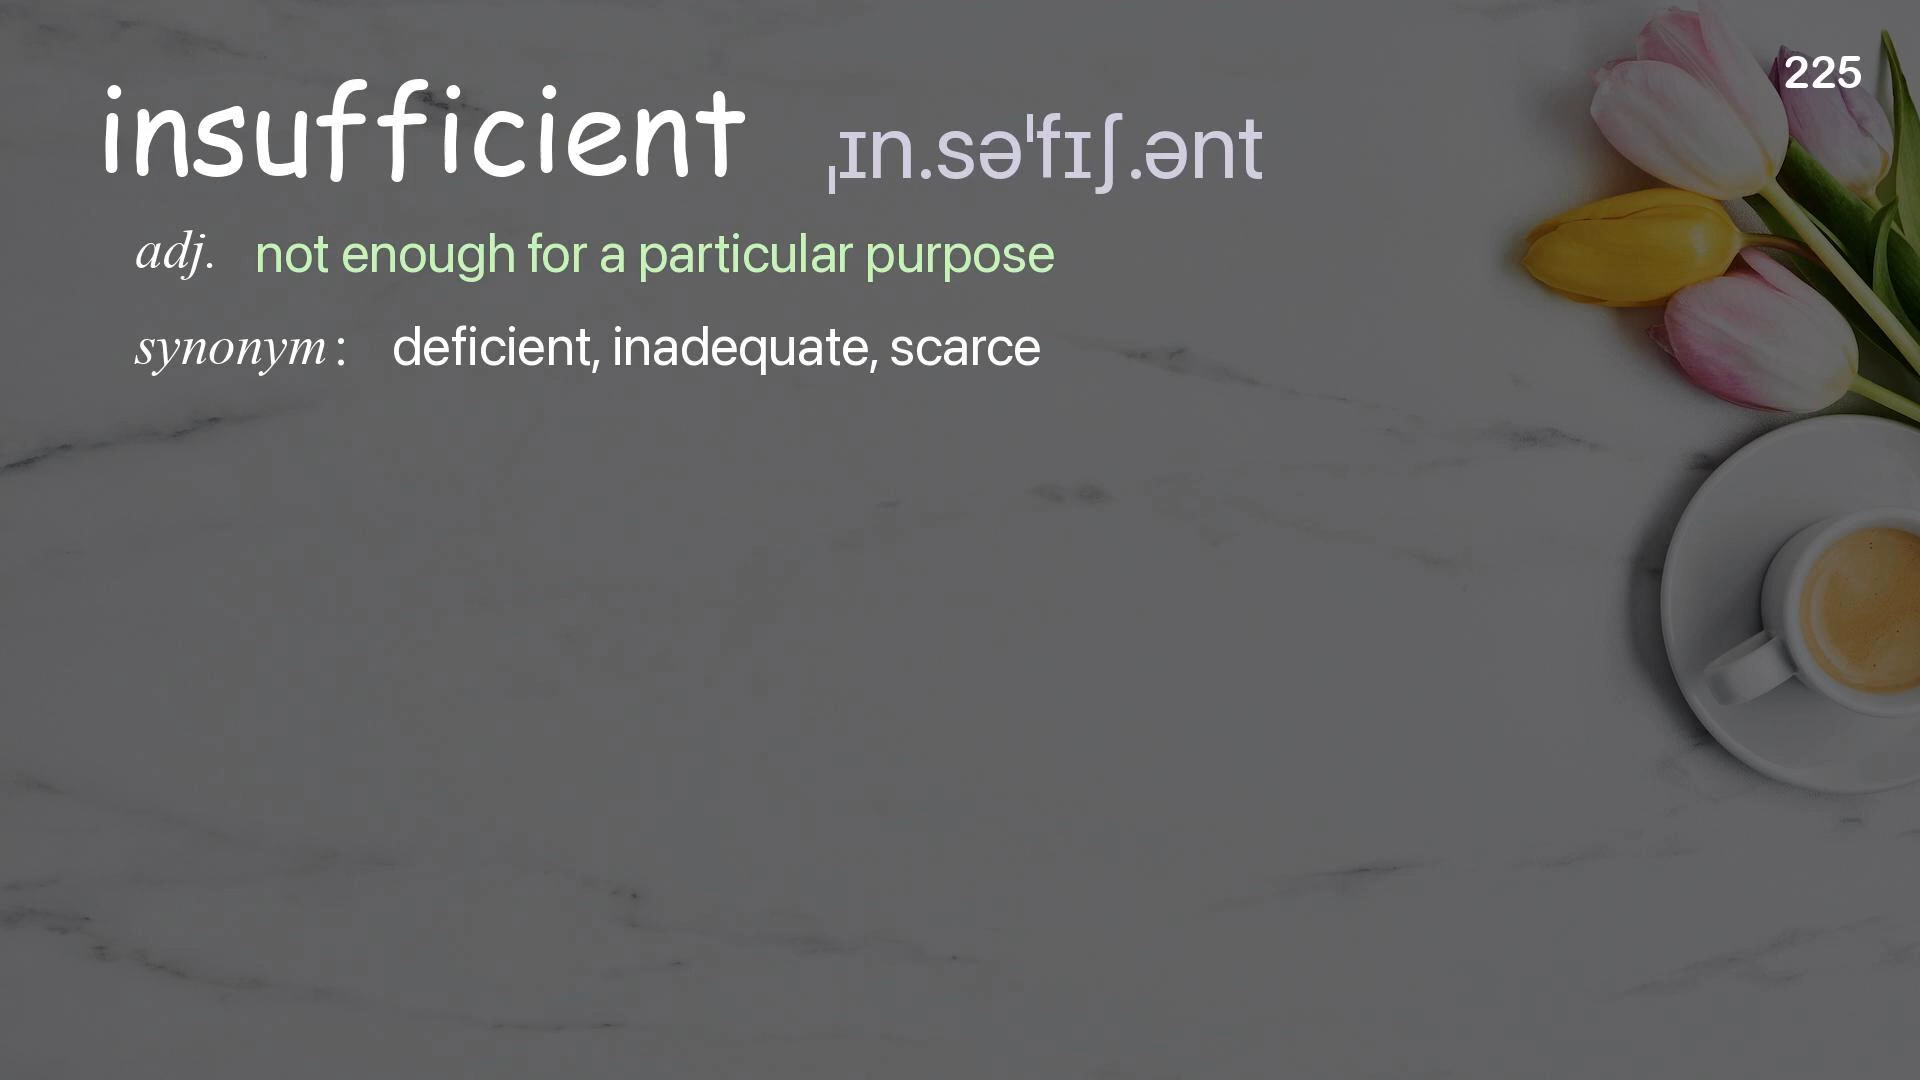 225
insufficient ˌɪn.səˈfɪʃ.ənt
adj. not enough for a particular purpose
synonym: deficient, inadequate, scarce